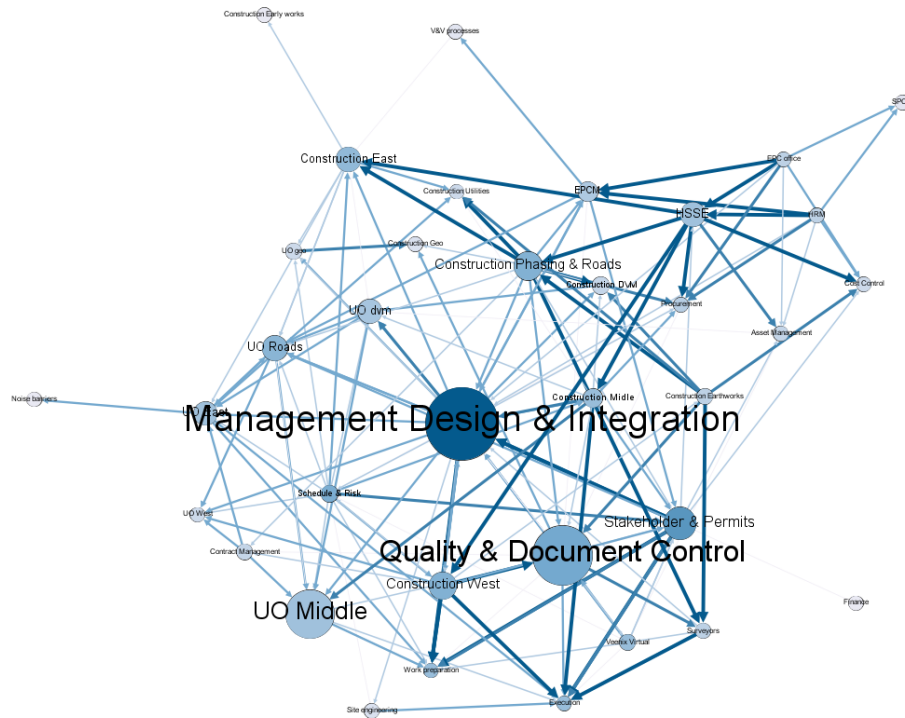 Construction Early works
V&V processes
SPC
Construction East
EPC office
Construction Utilities
EPCM
HSSE
HRM
UO geo
Construction Geo
Construction Phasing & Roads
Construction DVM
Cost Control
Procurement
UO dvm
Asset Management
UO Roads
Noise barriers
UO East
Management Design & Integration
Construction Midle
Construction Earthworks
Schedule & Risk
UO West
Stakeholder & Permits
Contract Management
Quality & Document Control
Construction West
UO Middle
Finance
Surveyors
Virtual
Work preparation
Execution
Site engineering